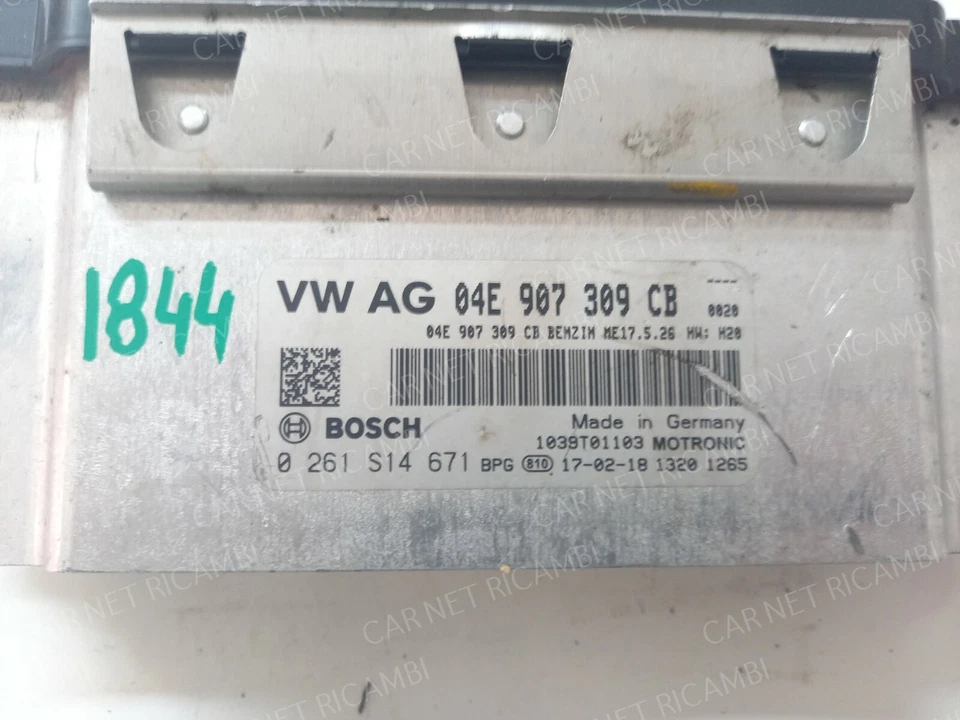 1844
VW AG 04E 907 309 CB
----
0020
04E 907 309 CB BENZIN ME17.5.26 HW: H20
BOSCH
Made in Germany
1039T01103 MOTRONIC
0 261 S14 671 BPG 810 17-02-18 1320 1265
CAR NET RICAMBI